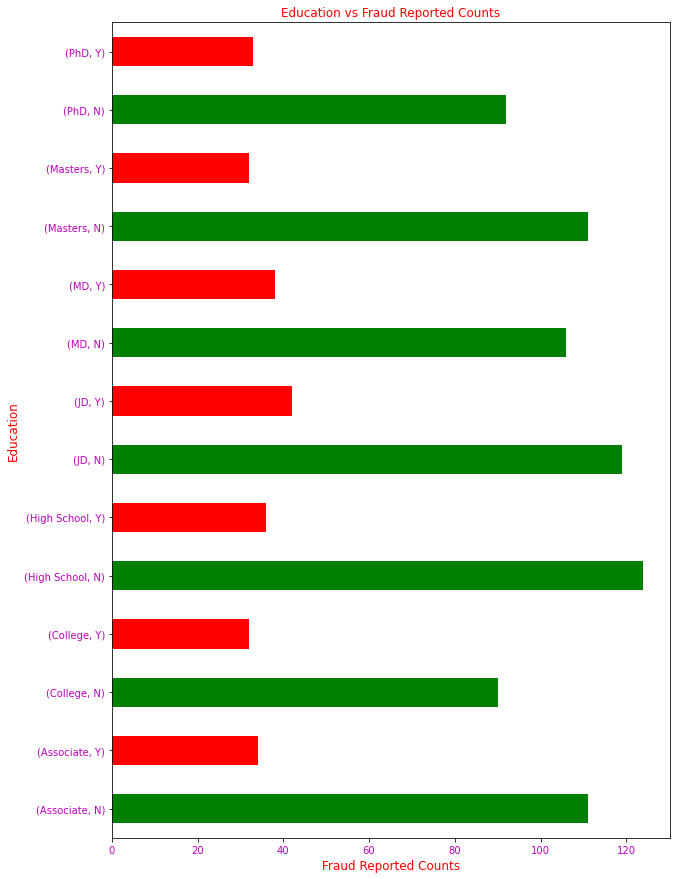 Education vs Fraud Reported Counts
(PhD, Y)
(PhD, N)
(Masters, Y)
(Masters, N)
(MD, Y)
(MD, N)
(JD, Y)
(JD, N)
(High School, Y)
(High School, N)
(College, Y)
(College, N)
(Associate, Y)
(Associate, N)
Education
0 20 40 60 80 100 120
Fraud Reported Counts